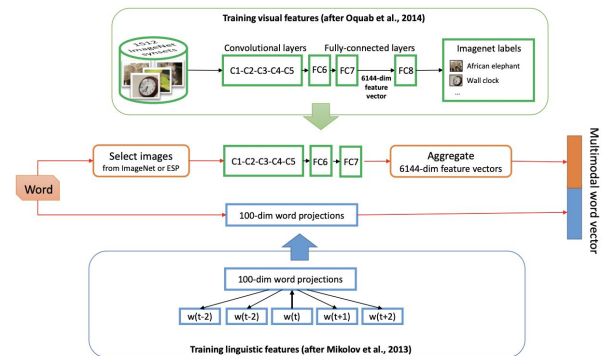 Training visual features (after Oquab et al., 2014)
1512
ImageNet
synsets
Convolutional layers
Fully-connected layers
Imagenet labels
C1-C2-C3-C4-C5
FC6
FC7
FC8
6144-dim
feature
vector
African elephant
Wall clock
...
Word
Select images
from ImageNet or ESP
C1-C2-C3-C4-C5
FC6
FC7
Aggregate
6144-dim feature vectors
100-dim word projections
Multimodal word vector
100-dim word projections
w(t-2)
w(t-2)
w(t)
w(t+1)
w(t+2)
Training linguistic features (after Mikolov et al., 2013)